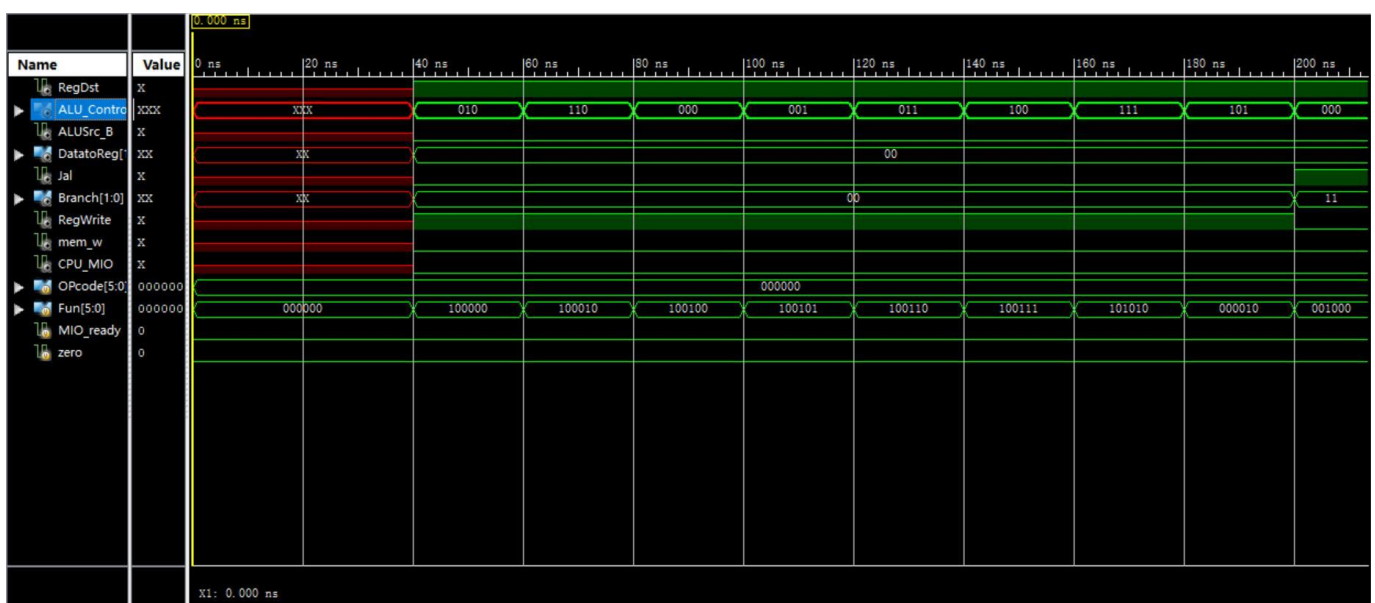 0.000 ns
Name Value 0 ns 20 ns 40 ns 60 ns 80 ns 100 ns 120 ns 140 ns 160 ns 180 ns 200 ns
RegDst X
ALU_Contro XXX XXX 010 110 000 001 011 100 111 101 000
ALUSrc_B X
DatatoReg[1 XX XX 00
Jal X
Branch[1:0] XX XX 00 11
RegWrite X
mem_w X
CPU_MIO X
OPcode[5:0] 000000 000000
Fun[5:0] 000000 000000 100000 100010 100100 100101 100110 100111 101010 000010 001000
MIO_ready 0
zero 0
X1: 0.000 ns